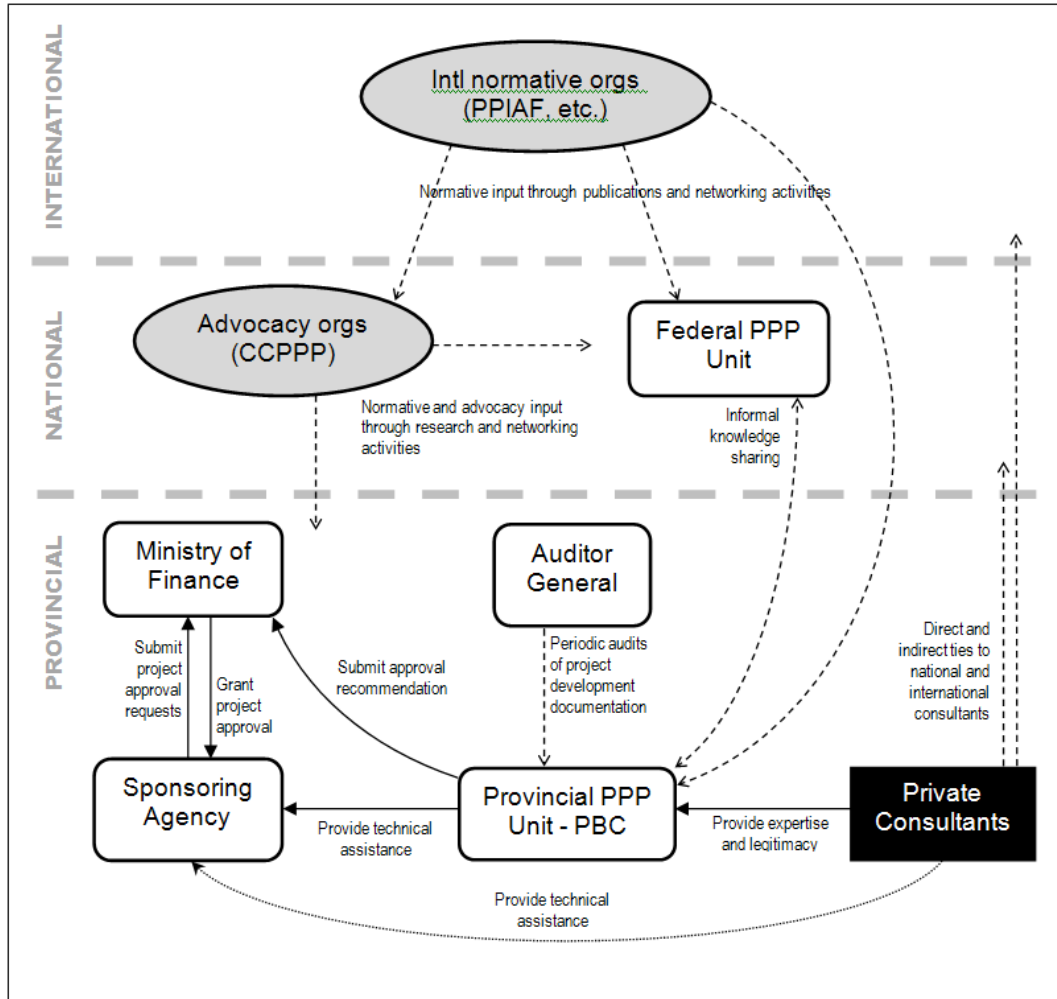 INTERNATIONAL
Intl normative orgs
(PPIAF, etc.)
Normative input through publications and networking activities
NATIONAL
Advocacy orgs
(CCPPP)
Federal PPP
Unit
Normative and advocacy input
through research and networking
activities
Informal
knowledge
sharing
PROVINCIAL
Ministry of
Finance
Auditor
General
Submit
project
approval
requests
Grant
project
approval
Submit approval
recommendation
Periodic audits
of project
development
documentation
Direct and
indirect ties to
national and
international
consultants
Sponsoring
Agency
Provide technical
assistance
Provincial PPP
Unit - PBC
Provide expertise
and legitimacy
Private
Consultants
Provide technical
assistance